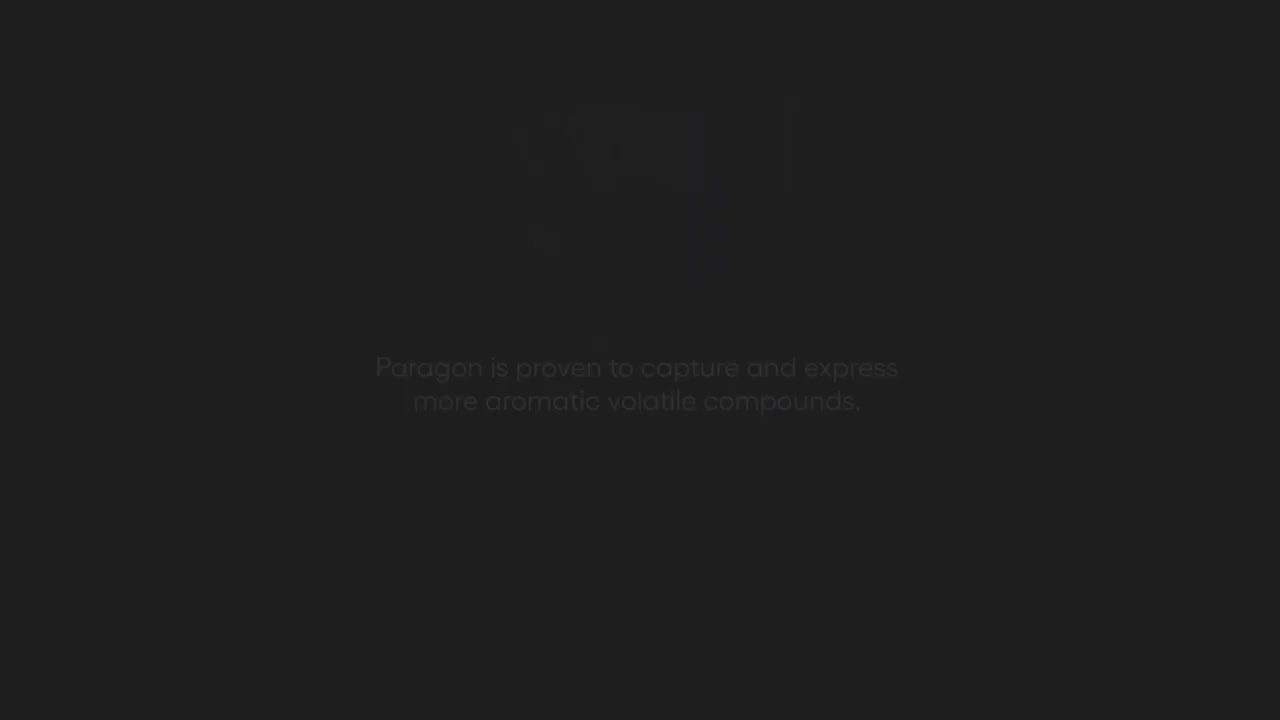 Paragon is proven to capture and express
more aromatic volatile compounds.